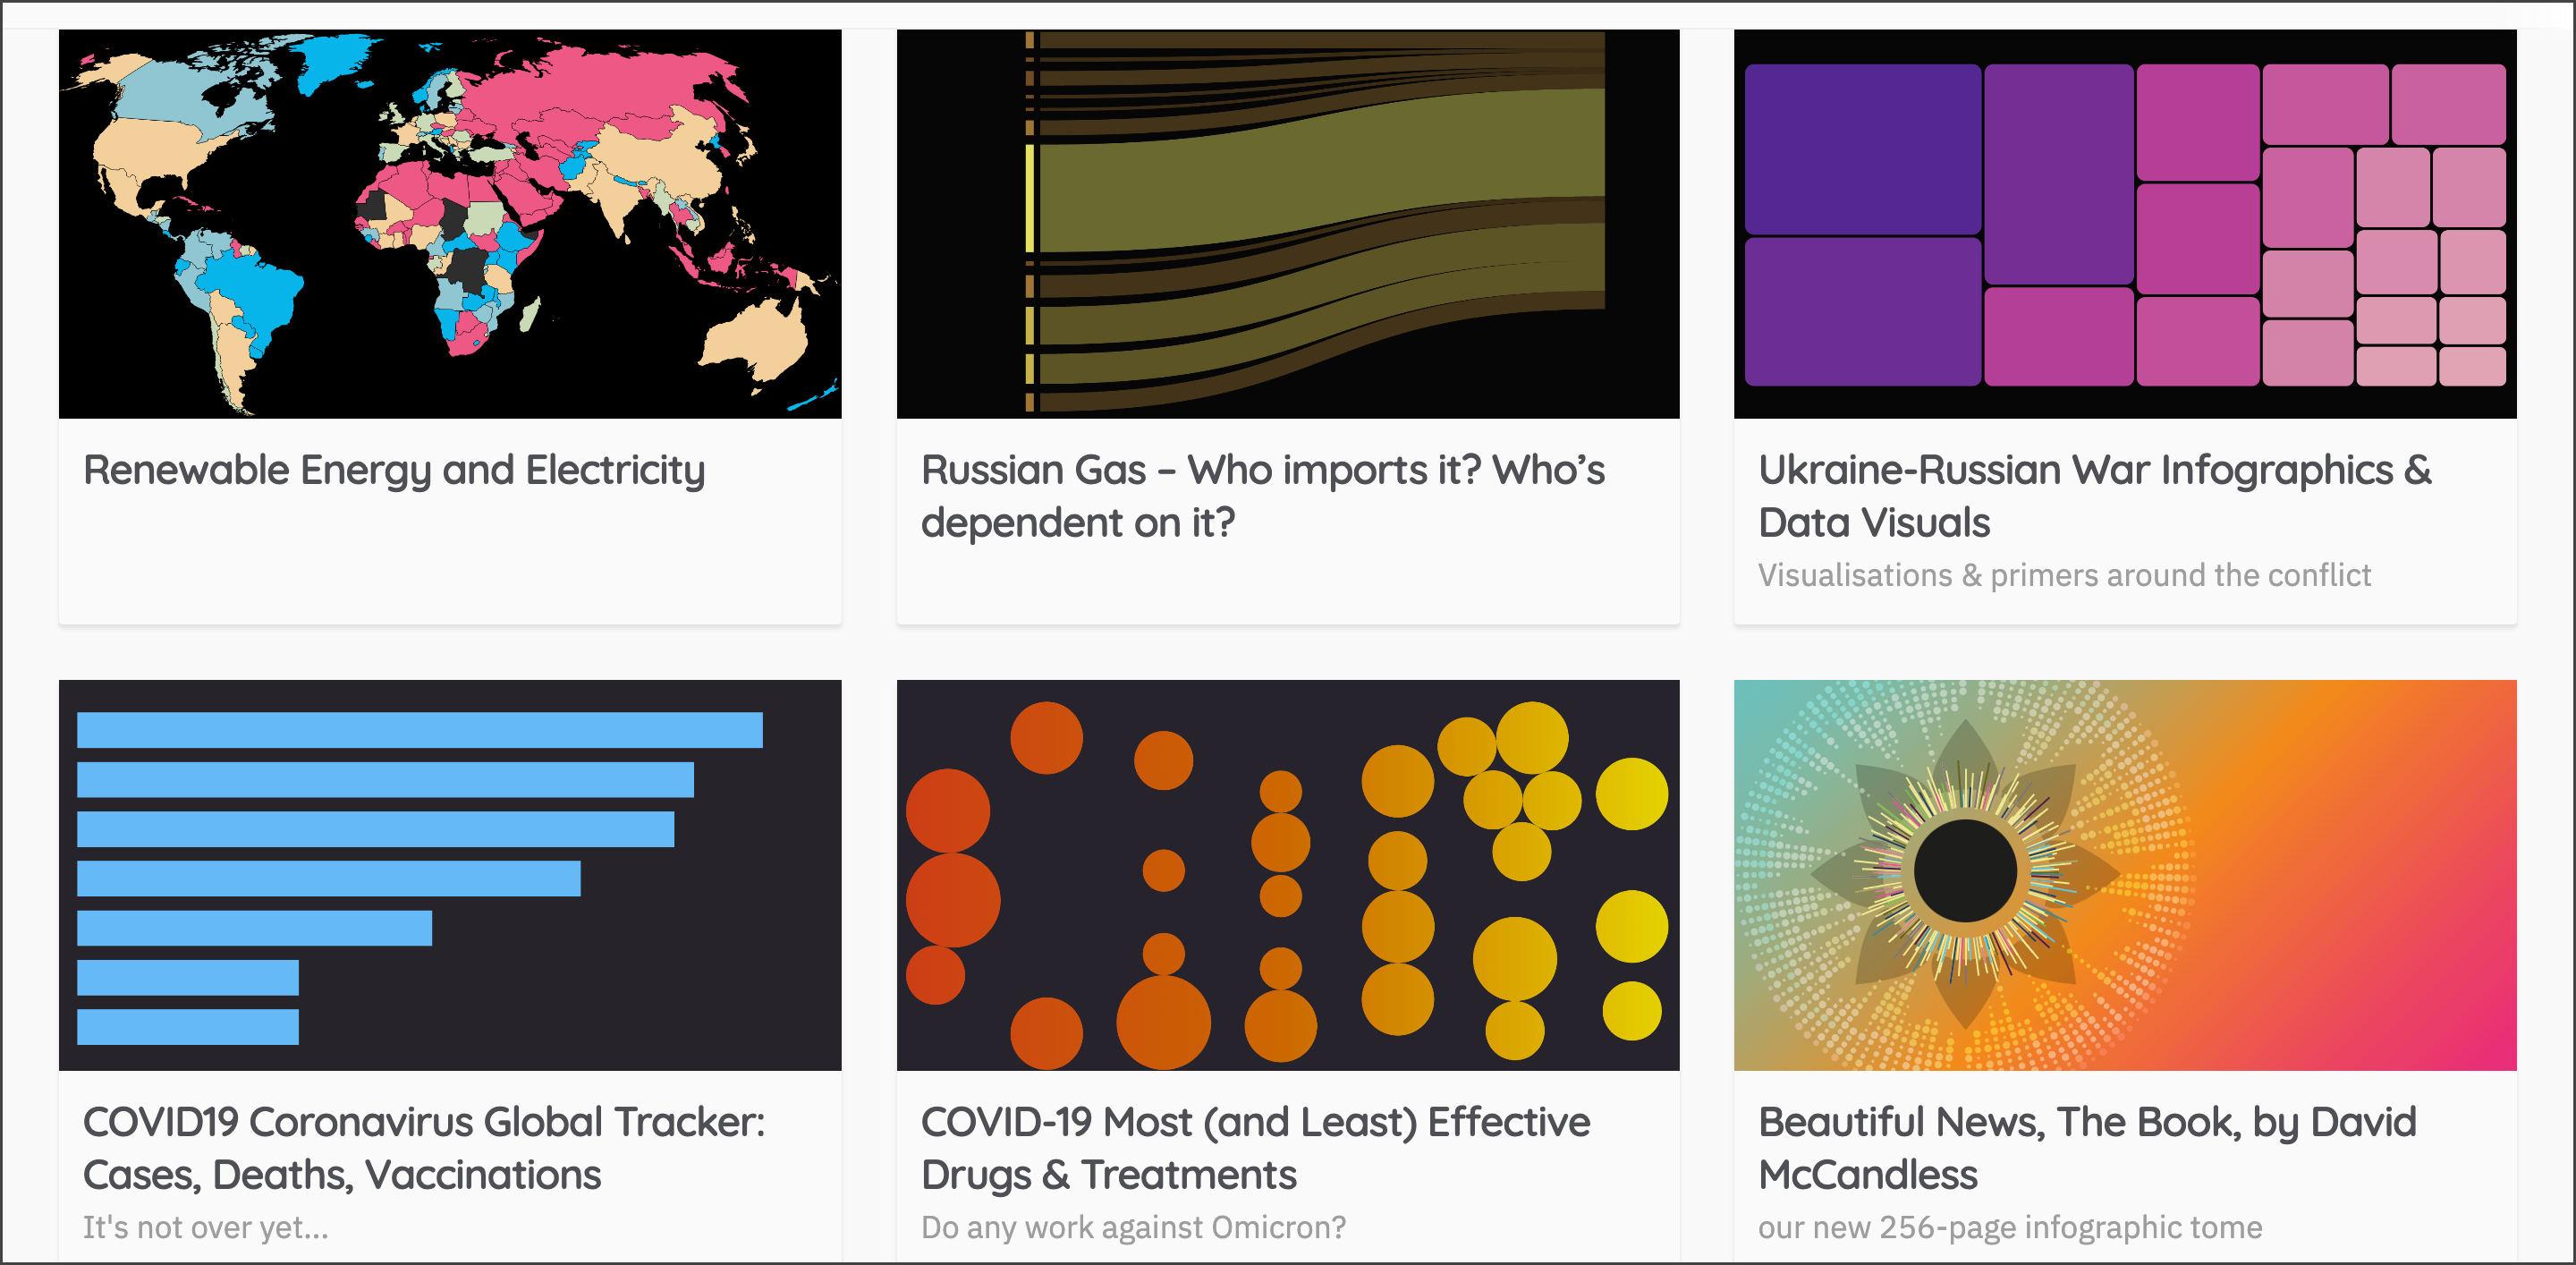 Renewable Energy and Electricity
Russian Gas – Who imports it? Who’s
dependent on it?
Ukraine-Russian War Infographics &
Data Visuals
Visualisations & primers around the conflict
COVID19 Coronavirus Global Tracker:
Cases, Deaths, Vaccinations
It's not over yet...
COVID-19 Most (and Least) Effective
Drugs & Treatments
Do any work against Omicron?
Beautiful News, The Book, by David
McCandless
our new 256-page infographic tome